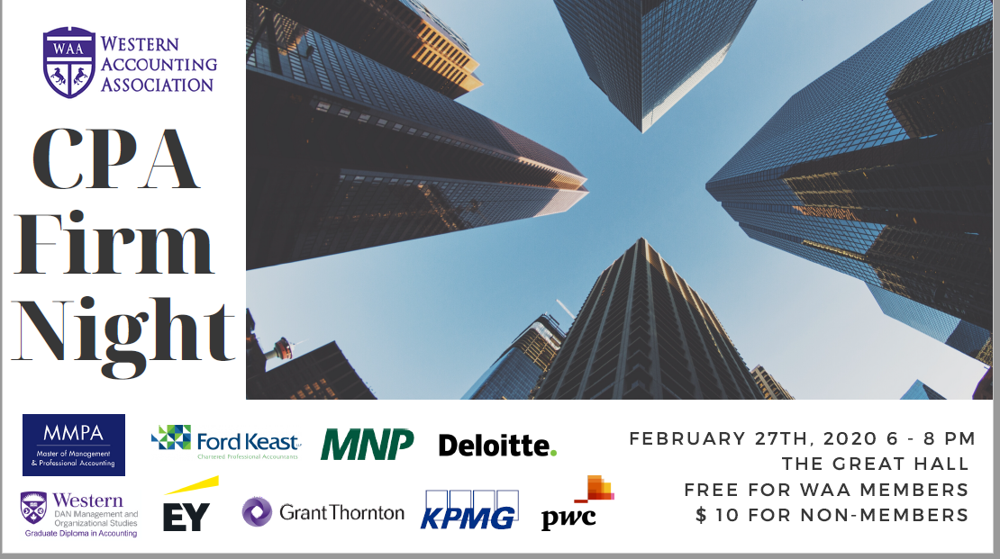 WAA
WESTERN
ACCOUNTING
ASSOCIATION
CPA
Firm
Night
MMPA
Master of Management
& Professional Accounting
Ford Keast LLP
Chartered Professional Accountants
MNP
Deloitte.
Western
DAN Management and
Organizational Studies
Graduate Diploma in Accounting
EY
Grant Thornton
KPMG
pwc
FEBRUARY 27TH, 2020 6 - 8 PM
THE GREAT HALL
FREE FOR WAA MEMBERS
$ 10 FOR NON-MEMBERS